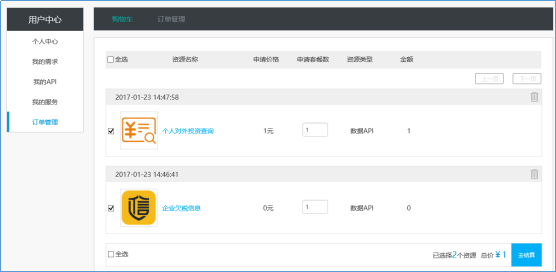 用户中心
购物车 订单管理
个人中心
我的需求
我的API
我的服务
订单管理
全选 资源名称 申请价格 申请套餐数 资源类型 金额
上一页 下一页
2017-01-23 14:47:58
个人对外投资查询 1元 1 数据API 1
2017-01-23 14:46:41
信
企业欠税信息 0元 1 数据API 0
全选 已选择2个资源 总价 ¥ 1 去结算